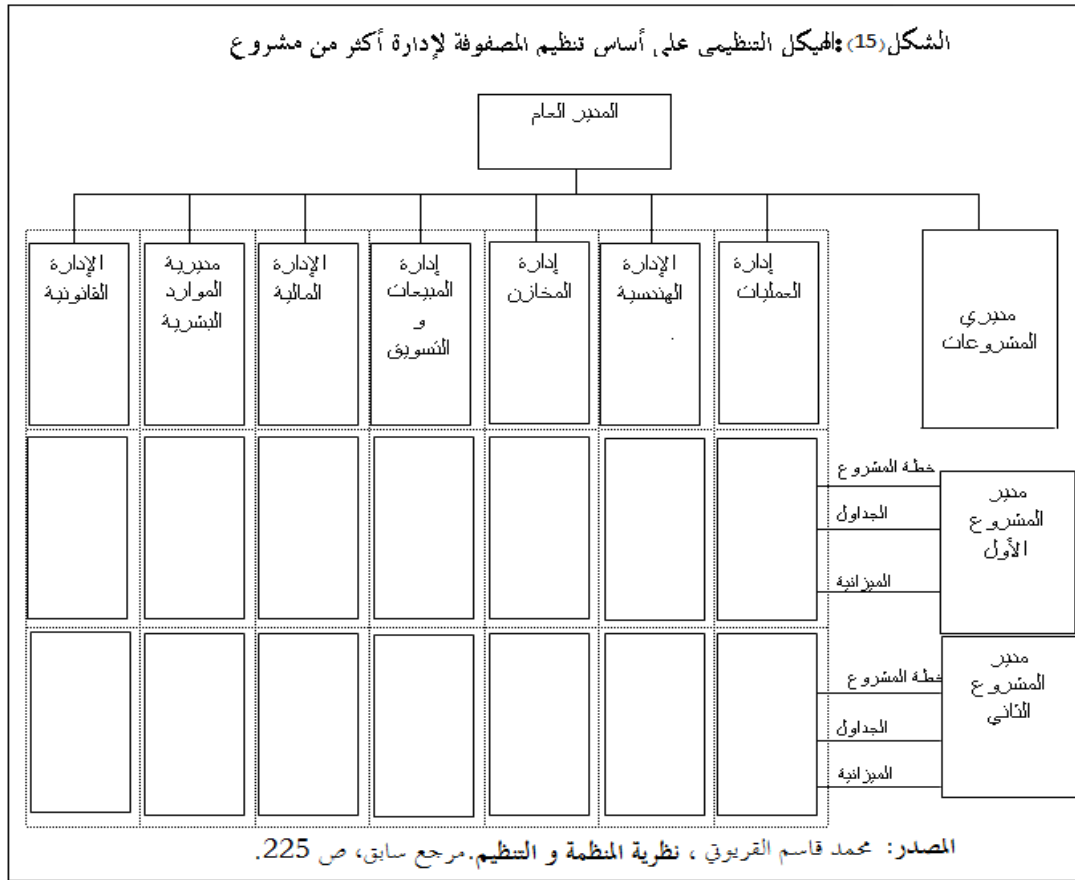 الشكل(15):الهيكل التنظيمي على أساس تنظيم المصفوفة لإدارة أكثر من مشروع
المدير العام
مديري
المشروعات
إدارة
العمليات
الإدارة
الهندسية
.
إدارة
المخازن
إدارة
المبيعات
و
التسويق
الإدارة
المالية
مديرية
الموارد
البشرية
الإدارة
القانونية
مدير
المشروع
الأول
خطة المشروع
الجداول
الميزانية
مدير
المشروع
الثاني
خطة المشروع
الجداول
الميزانية
المصدر: محمد قاسم القريوتي ، نظرية المنظمة و التنظيم.مرجع سابق، ص 225.